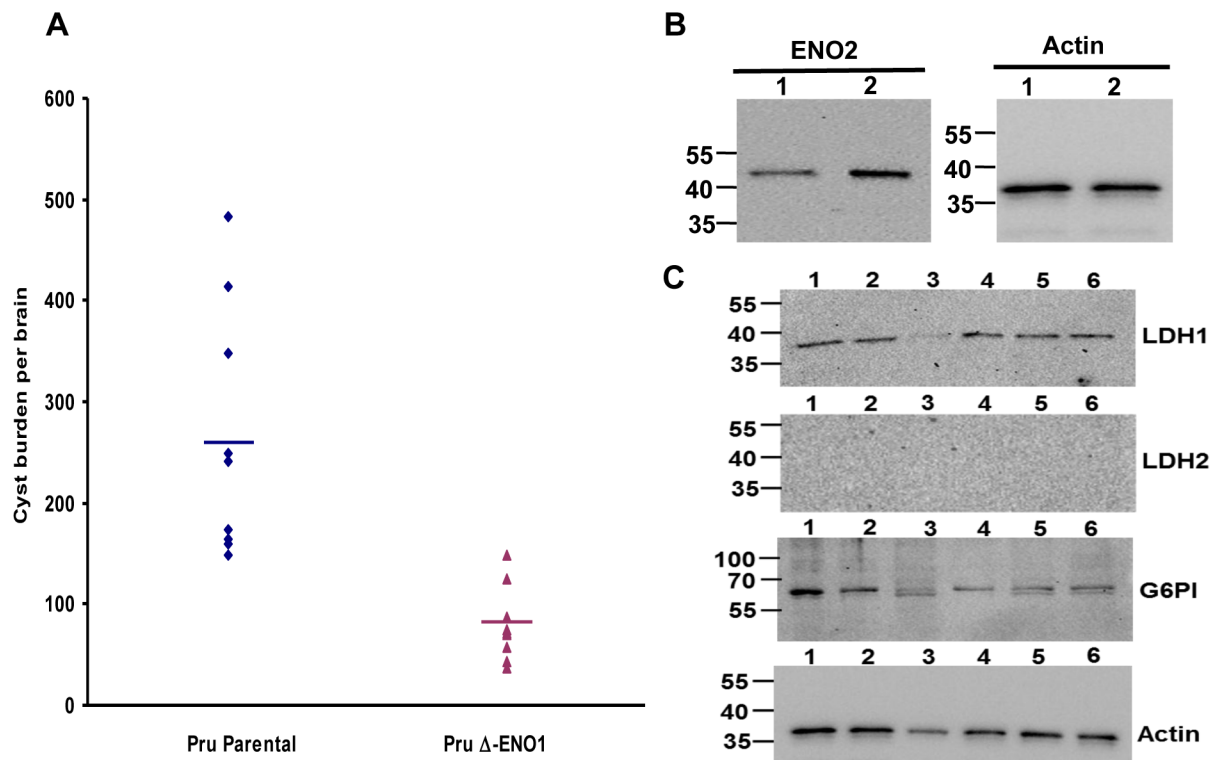 A
Cyst burden per brain
600
500
400
300
200
100
0
Pru Parental
Pru Δ-ENO1
B
ENO2
1 2
55
40
35
Actin
1 2
55
40
35
C
1 2 3 4 5 6
55
40
35
LDH1
1 2 3 4 5 6
55
40
35
LDH2
1 2 3 4 5 6
100
70
55
G6PI
1 2 3 4 5 6
55
40
35
Actin